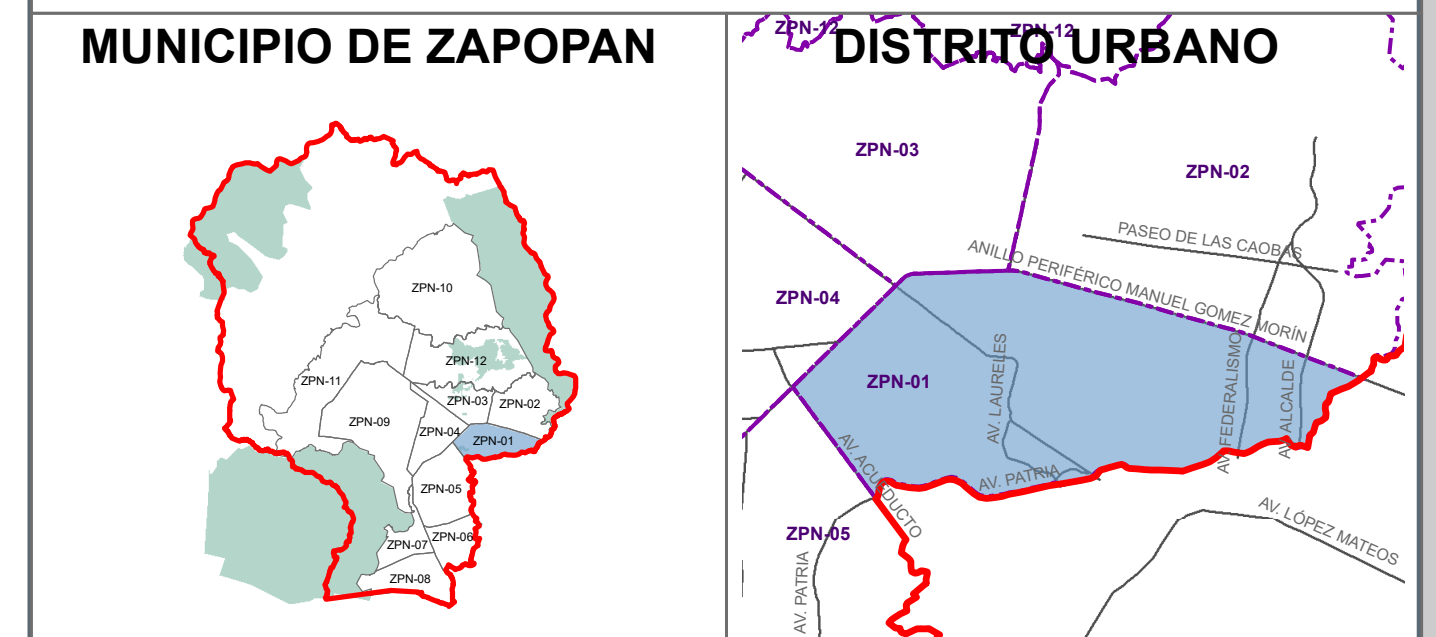 MUNICIPIO DE ZAPOPAN
ZPN-10
ZPN-12
ZPN-11
ZPN-03
ZPN-02
ZPN-09
ZPN-04
ZPN-01
ZPN-05
ZPN-06
ZPN-07
ZPN-08
DISTRITO URBANO
ZPN-12
ZPN-12
ZPN-03
ZPN-02
PASEO DE LAS CAOBAS
ANILLO PERIFÉRICO MANUEL GOMEZ MORÍN
ZPN-04
AV. LAURELES
AV. FEDERALISMO
AV. ALCALDE
ZPN-01
AV. ACUEDUCTO
AV. PATRIA
AV. LÓPEZ MATEOS
ZPN-05
AV. PATRIA